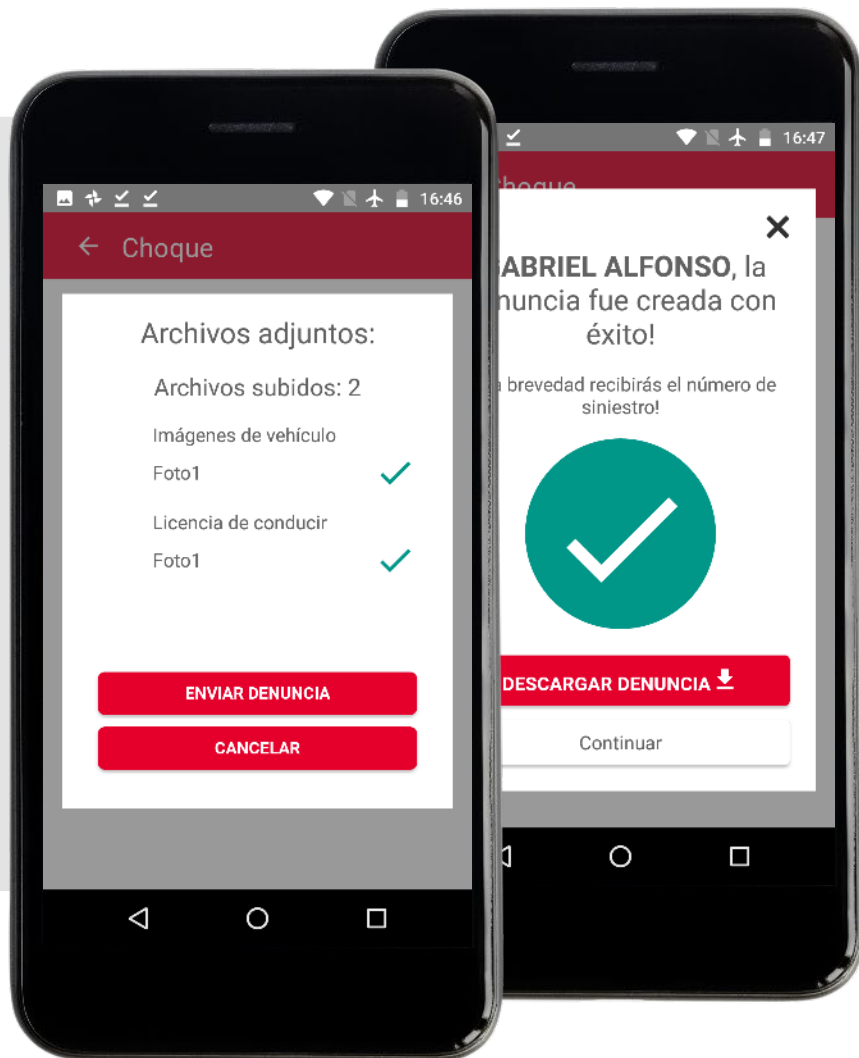 16:46
Choque
Archivos adjuntos:
Archivos subidos: 2
Imágenes de vehículo
Foto1
Licencia de conducir
Foto1
ENVIAR DENUNCIA
CANCELAR
16:47
ABRIEL ALFONSO, la
nuncia fue creada con
éxito!
brevedad recibirás el número de
siniestro!
DESCARGAR DENUNCIA
Continuar